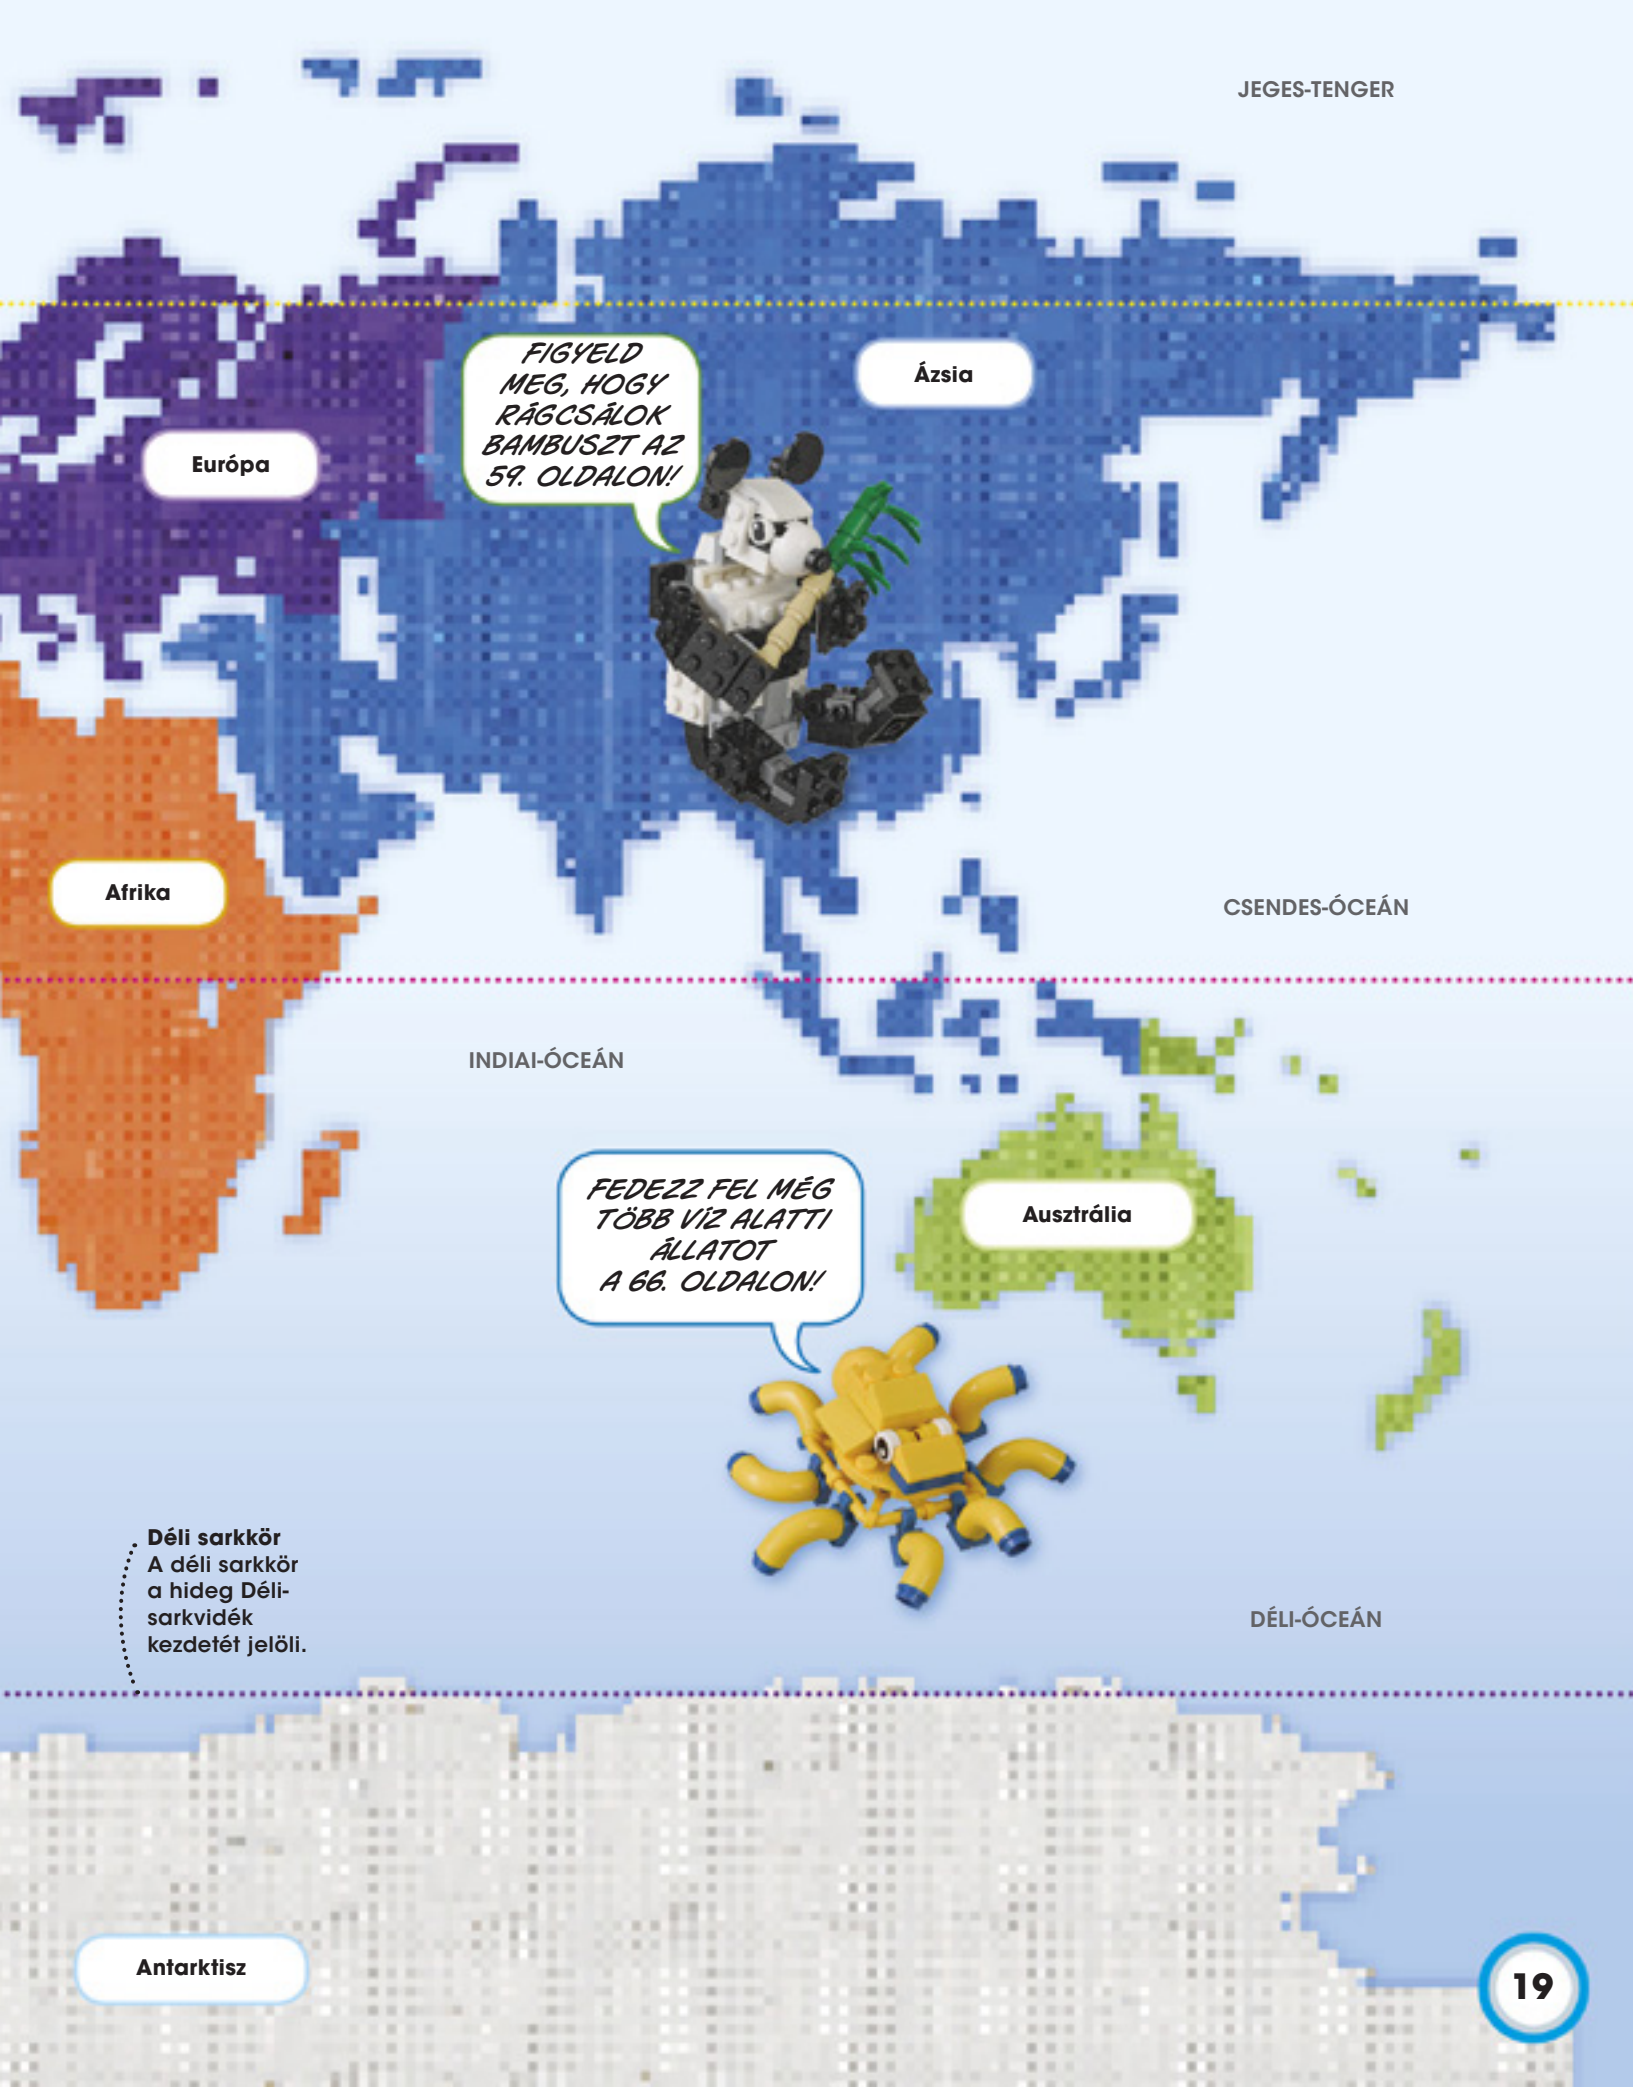 JEGES-TENGER
FIGYELD
MEG, HOGY
RÁGCSÁLOK
BAMBUSZT AZ
59. OLDALON!
Ázsia
Európa
Afrika
CSENDES-ÓCEÁN
INDIAI-ÓCEÁN
FEDEZZ FEL MÉG
TÖBB VÍZ ALATTI
ÁLLATOT
A 66. OLDALON!
Ausztrália
Déli sarkkör
A déli sarkkör
a hideg Déli-
sarkvidék
kezdetét jelöli.
DÉLI-ÓCEÁN
Antarktisz
19